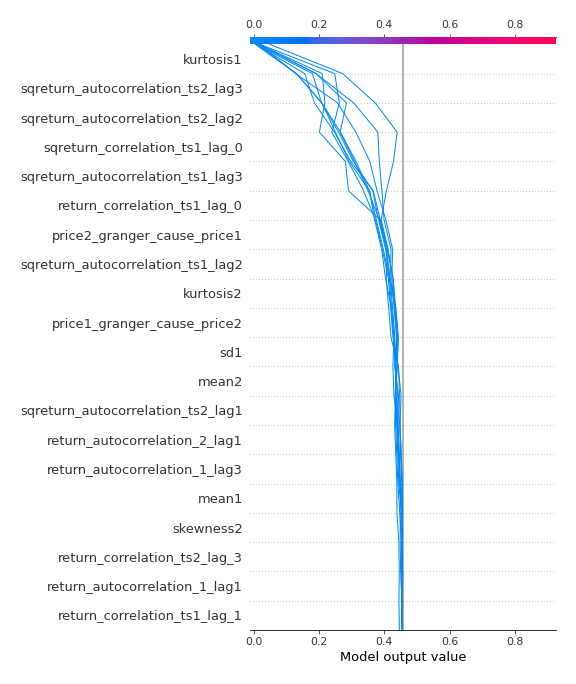 0.0 0.2 0.4 0.6 0.8
kurtosis1
sqreturn_autocorrelation_ts2_lag3
sqreturn_autocorrelation_ts2_lag2
sqreturn_correlation_ts1_lag_0
sqreturn_autocorrelation_ts1_lag3
return_correlation_ts1_lag_0
price2_granger_cause_price1
sqreturn_autocorrelation_ts1_lag2
kurtosis2
price1_granger_cause_price2
sd1
mean2
sqreturn_autocorrelation_ts2_lag1
return_autocorrelation_2_lag1
return_autocorrelation_1_lag3
mean1
skewness2
return_correlation_ts2_lag_3
return_autocorrelation_1_lag1
return_correlation_ts1_lag_1
0.0 0.2 0.4 0.6 0.8
Model output value